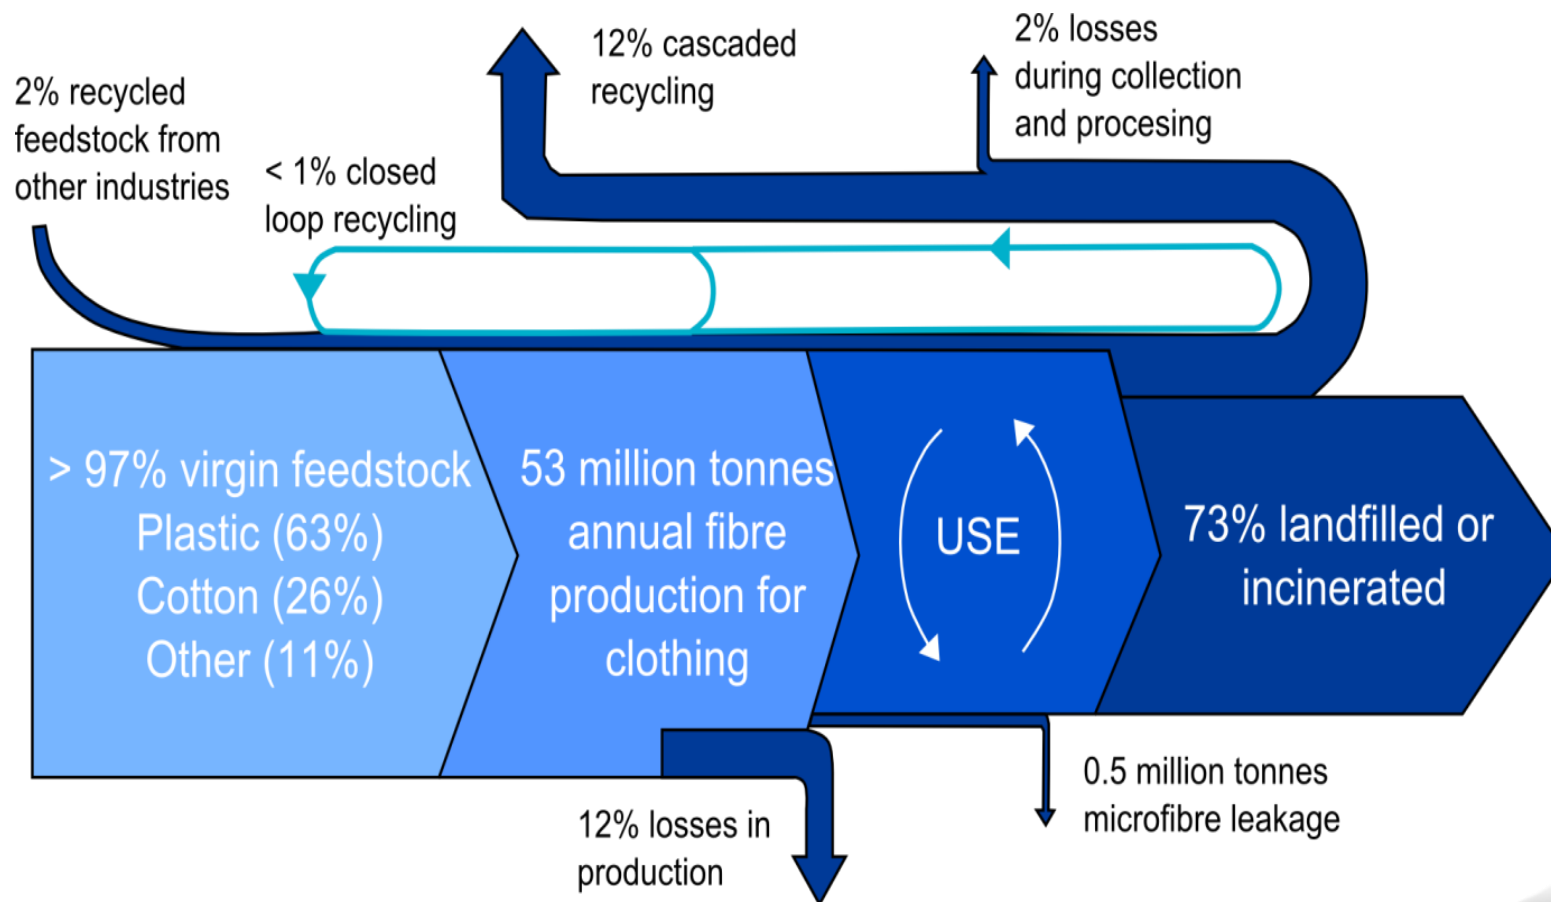 12% cascaded
recycling
2% losses
during collection
and procesing
2% recycled
feedstock from
other industries
< 1% closed
loop recycling
> 97% virgin feedstock
Plastic (63%)
Cotton (26%)
Other (11%)
53 million tonnes
annual fibre
production for
clothing
USE
73% landfilled or
incinerated
12% losses in
production
0.5 million tonnes
microfibre leakage